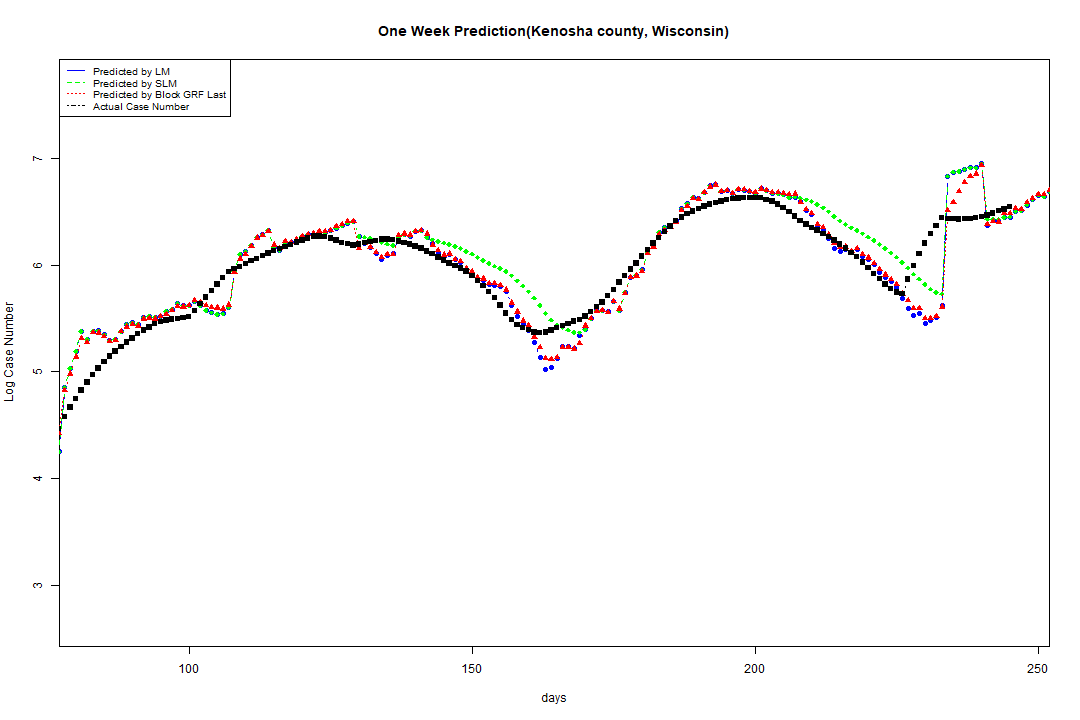 One Week Prediction(Kenosha county, Wisconsin)
Predicted by LM
Predicted by SLM
Predicted by Block GRF Last
Actual Case Number
7
6
5
4
3
Log Case Number
100 150 200 250
days